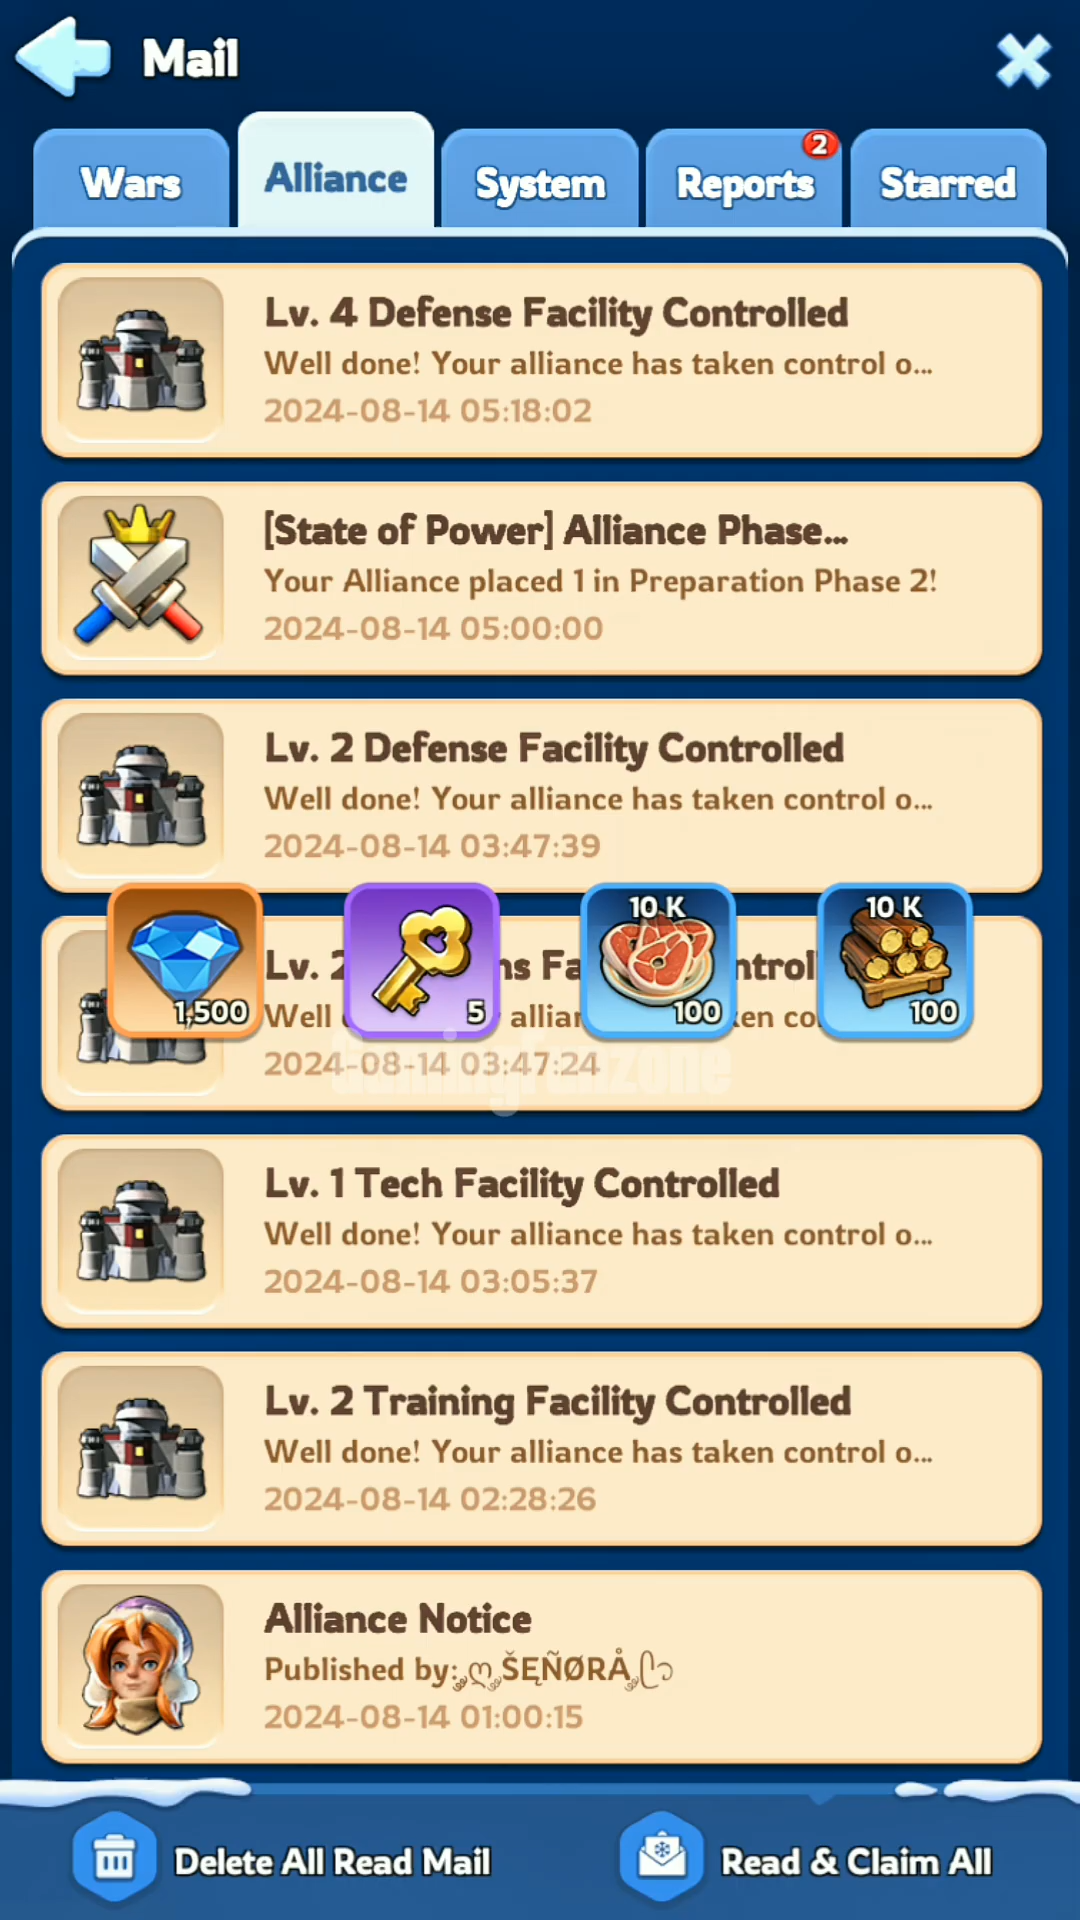 Mail
Wars
Alliance
System
Reports
2
Starred
Lv. 4 Defense Facility Controlled
Well done! Your alliance has taken control o...
2024-08-14 05:18:02
[State of Power] Alliance Phase...
Your Alliance placed 1 in Preparation Phase 2!
2024-08-14 05:00:00
Lv. 2 Defense Facility Controlled
Well done! Your alliance has taken control o...
2024-08-14 03:47:39
10 K
10 K
1,500
5
100
100
Lv. 2
Well
2024-08-14 03:47:24
Gamingfunzone
Lv. 1 Tech Facility Controlled
Well done! Your alliance has taken control o...
2024-08-14 03:05:37
Lv. 2 Training Facility Controlled
Well done! Your alliance has taken control o...
2024-08-14 02:28:26
Alliance Notice
Published by: ŠĘÑØRÅ
2024-08-14 01:00:15
Delete All Read Mail
Read & Claim All